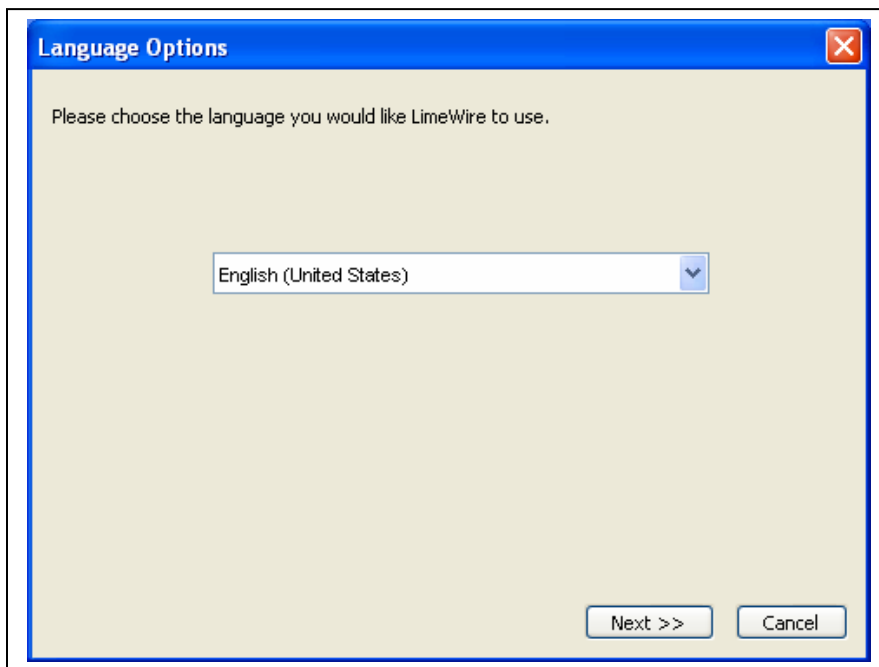 Language Options
Please choose the language you would like LimeWire to use.
English (United States)
Next >> Cancel